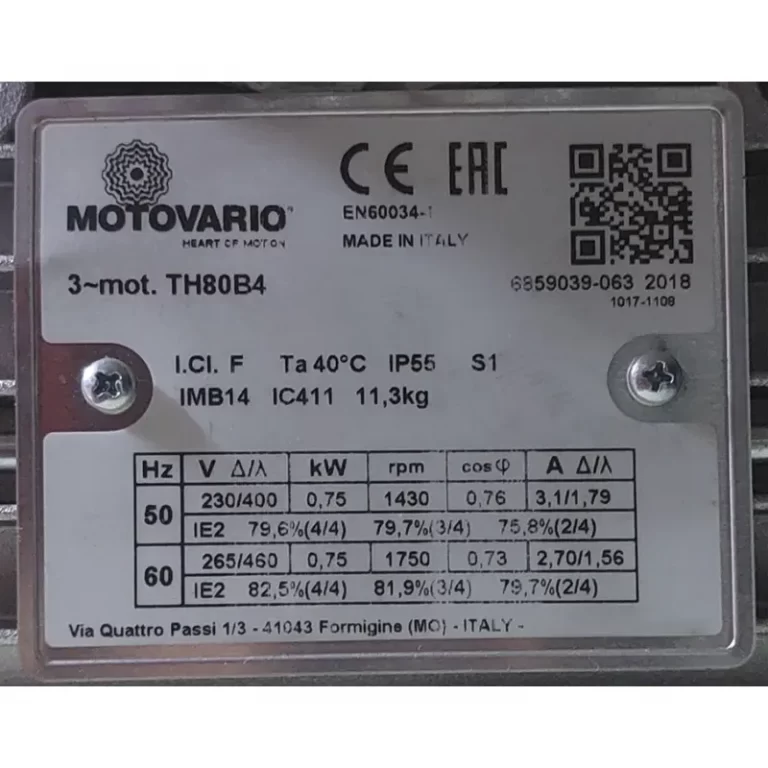 MOTOVARIO
HEART OF MOTION
CE EAC
EN60034-1
MADE IN ITALY
3~mot. TH80B4
6859039-063 2018
1017-1108
I.Cl. F Ta 40°C IP55 S1
IMB14 IC411 11,3kg
Hz V Δ/λ kW rpm cosφ A Δ/λ
50 230/400 0,75 1430 0,76 3,1/1,79
IE2 79,6%(4/4) 79,7%(3/4) 75,8%(2/4)
60 265/460 0,75 1750 0,73 2,70/1,56
IE2 82,5%(4/4) 81,9%(3/4) 79,7%(2/4)
Via Quattro Passi 1/3 - 41043 Formigine (MO) - ITALY -